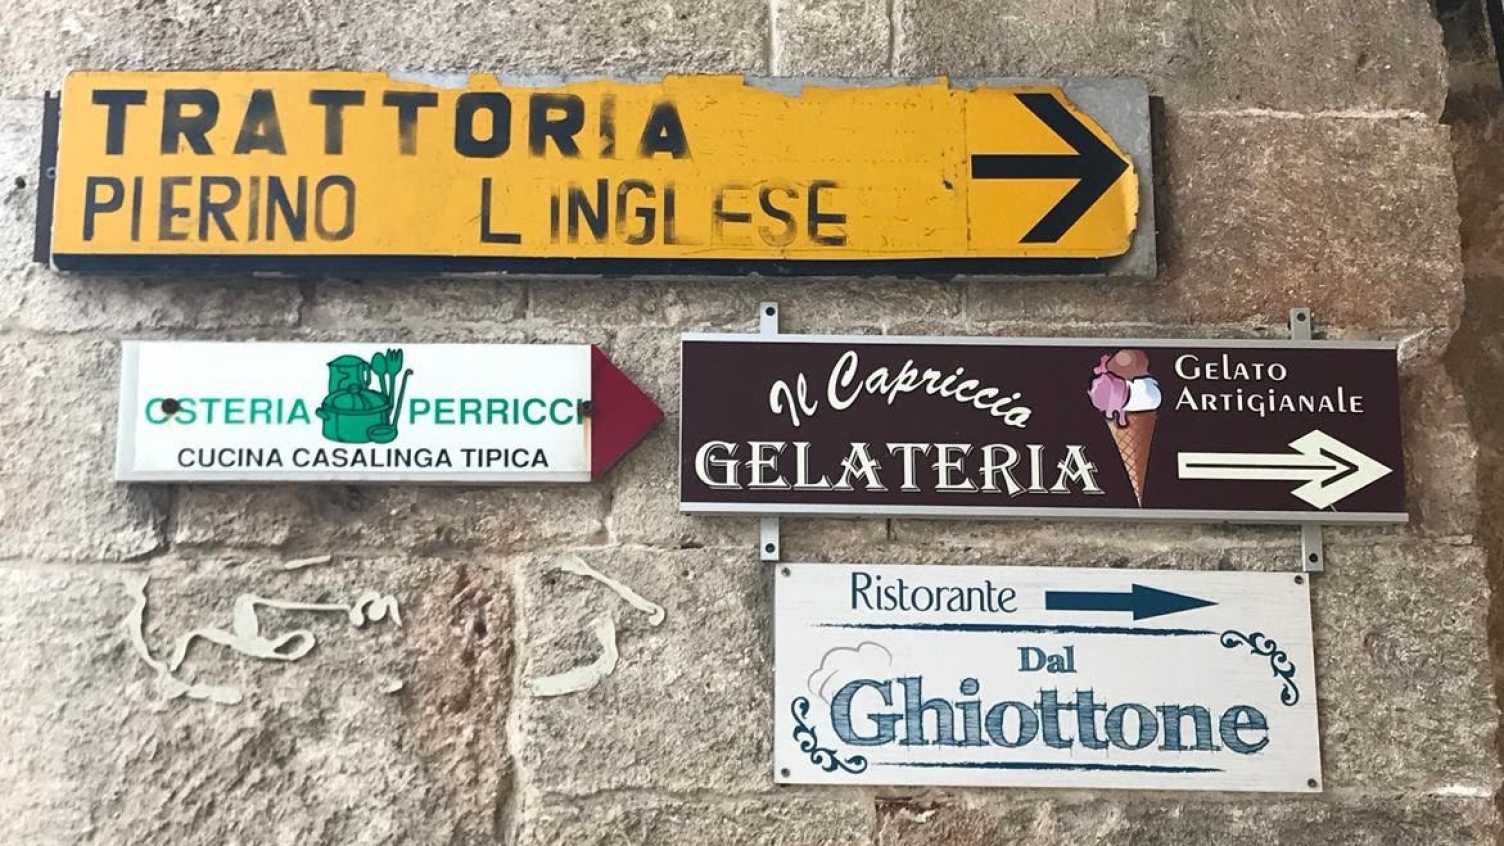 TRATTORIA
PIERINO L INGLESE
OSTERIA PERRICCI
CUCINA CASALINGA TIPICA
Il Capriccio
GELATERIA
GELATO
ARTIGIANALE
Ristorante
Dal
Ghiottone